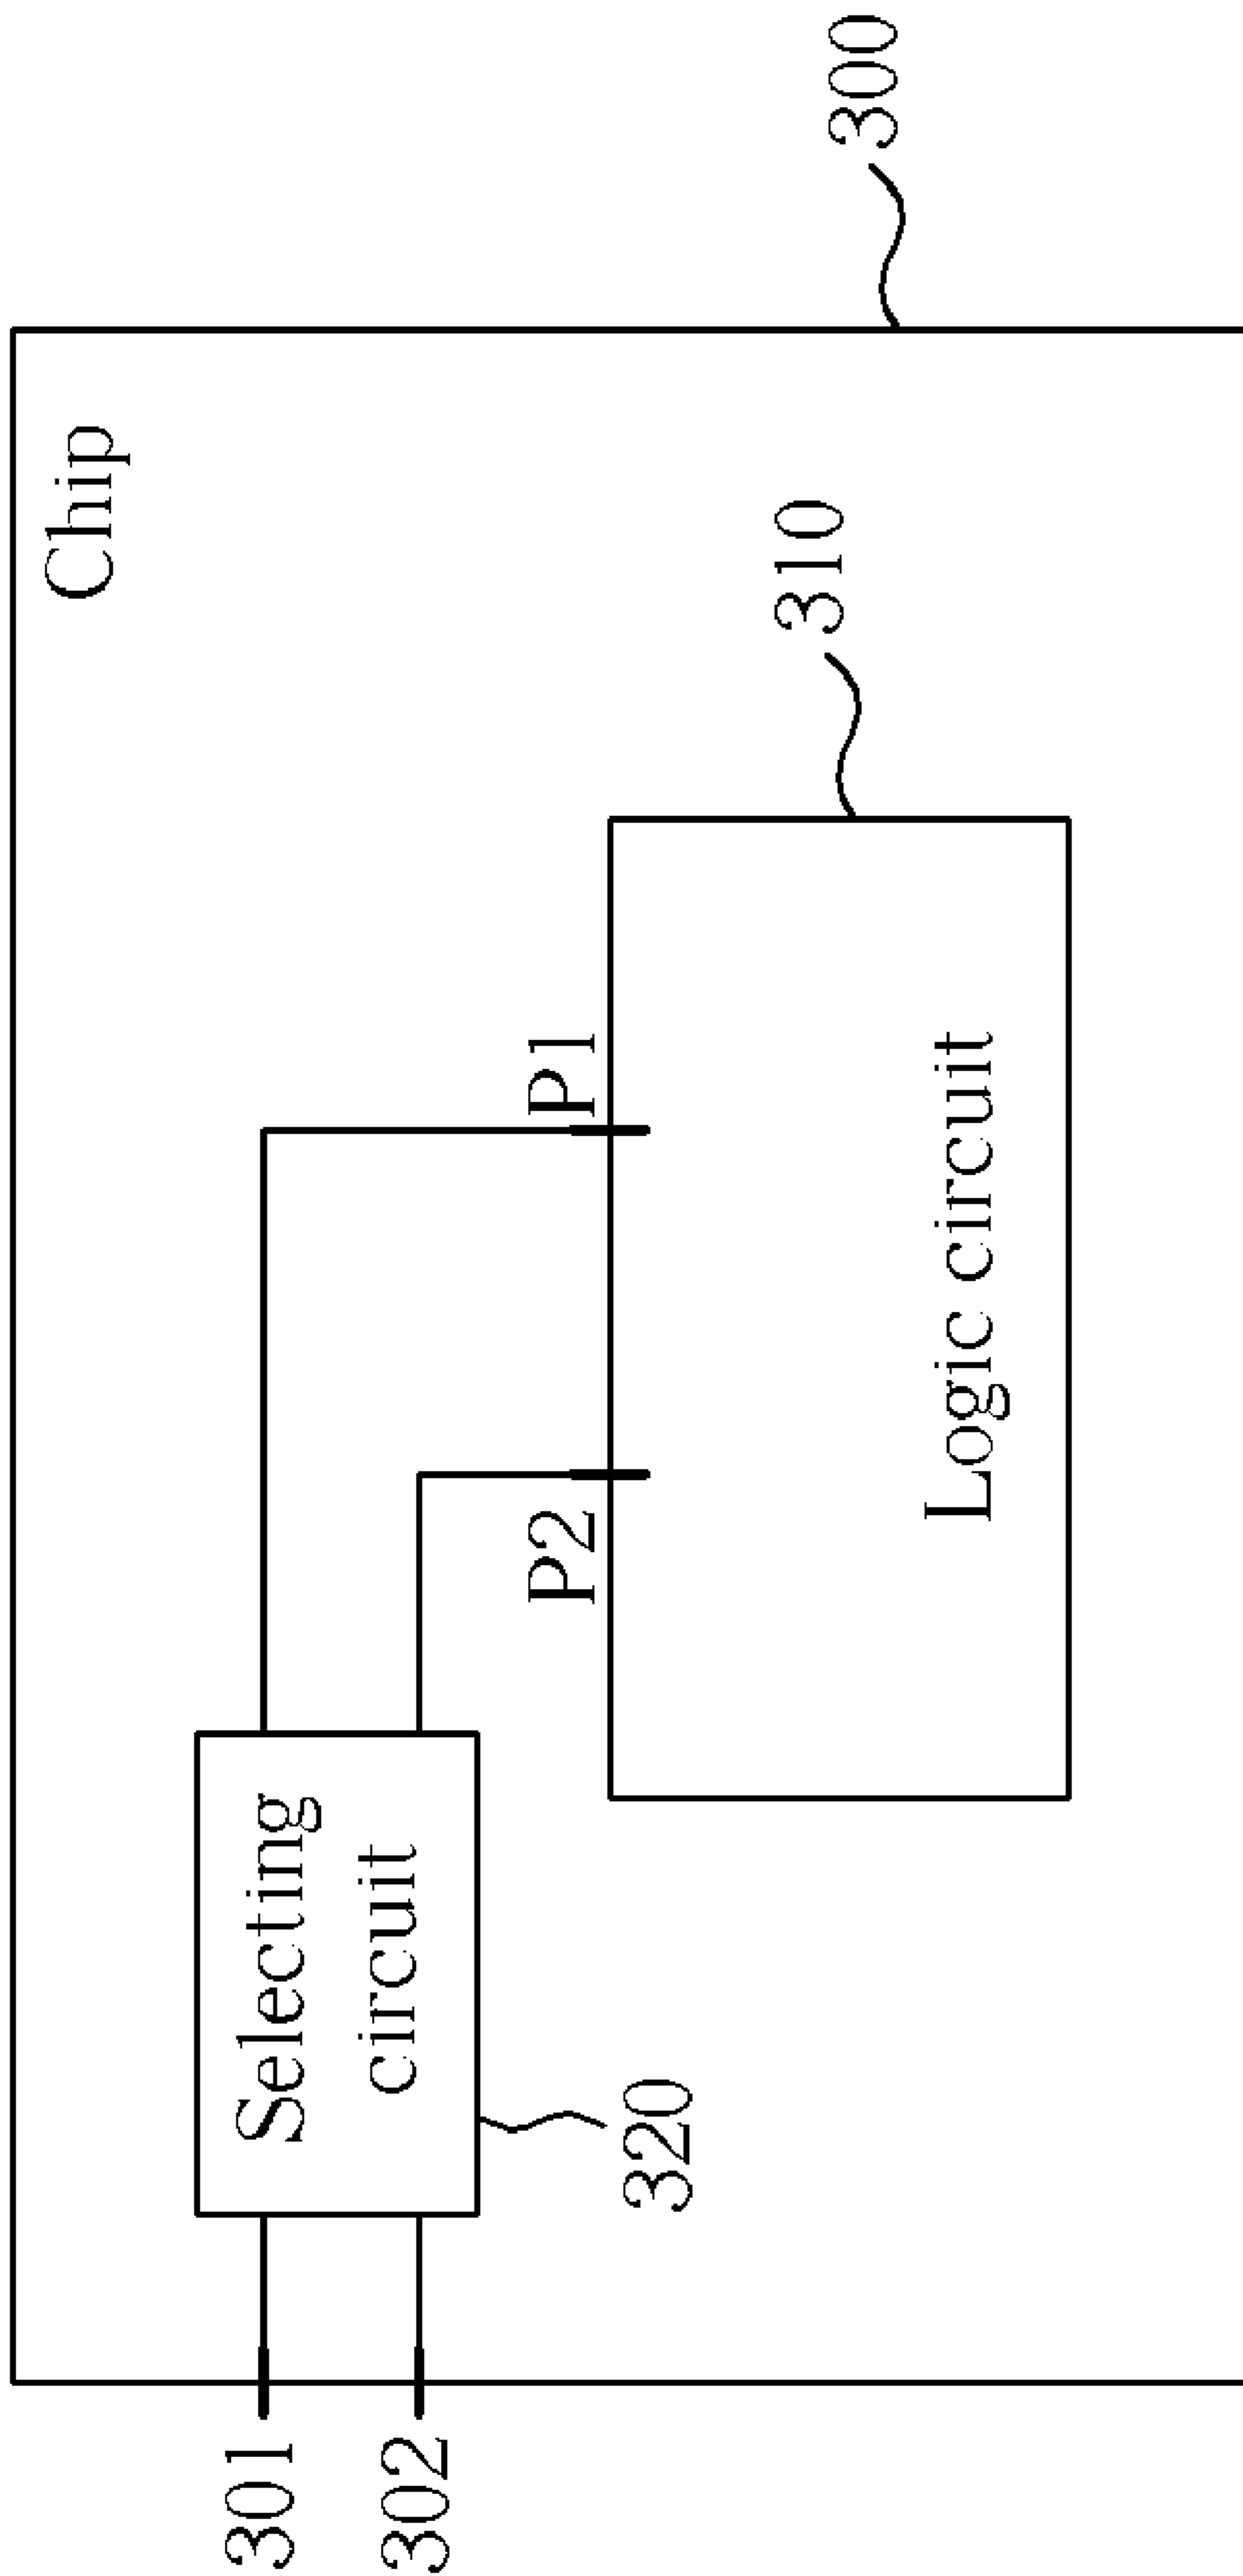 Chip
300
301
302
Selecting
circuit
320
P2
P1
310
Logic circuit